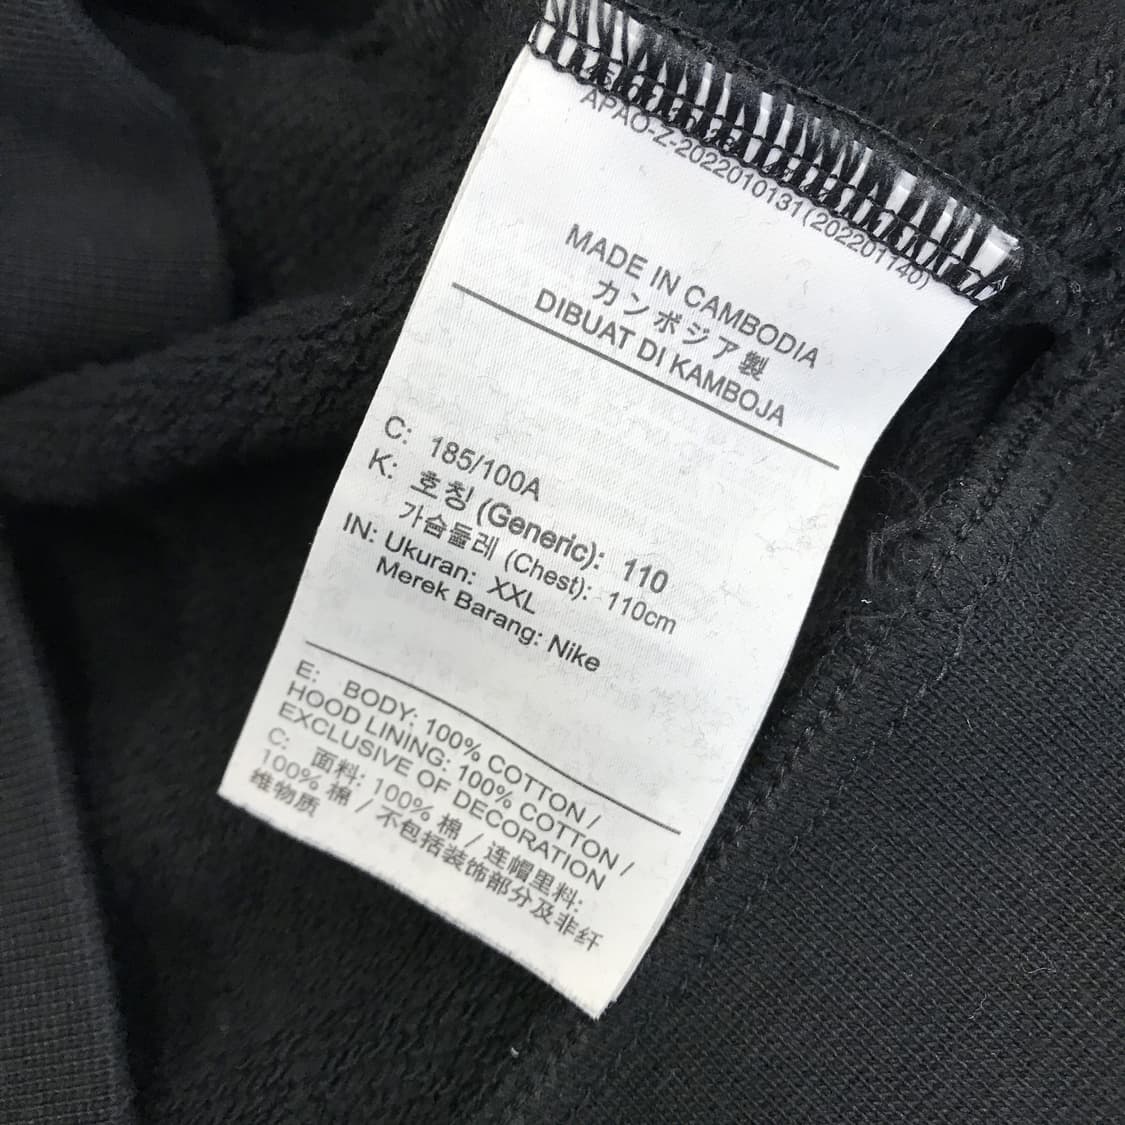 APAO-Z-2022010131(202201140)
MADE IN CAMBODIA
カンボジア製
DIBUAT DI KAMBOJA
C: 185/100A
K: 호칭 (Generic): 110
가슴둘레 (Chest): 110cm
IN: Ukuran: XXL
Merek Barang: Nike
E: BODY: 100% COTTON /
HOOD LINING: 100% COTTON /
EXCLUSIVE OF DECORATION
C: 面料: 100% 棉 / 连帽里料:
100% 棉 / 不包括装饰部分及非纤
维物质